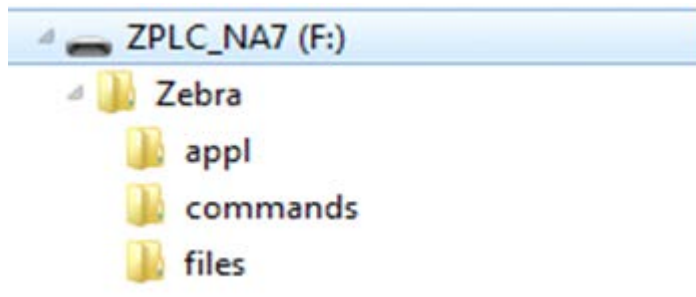 ZPLC_NA7 (F:)
Zebra
appl
commands
files